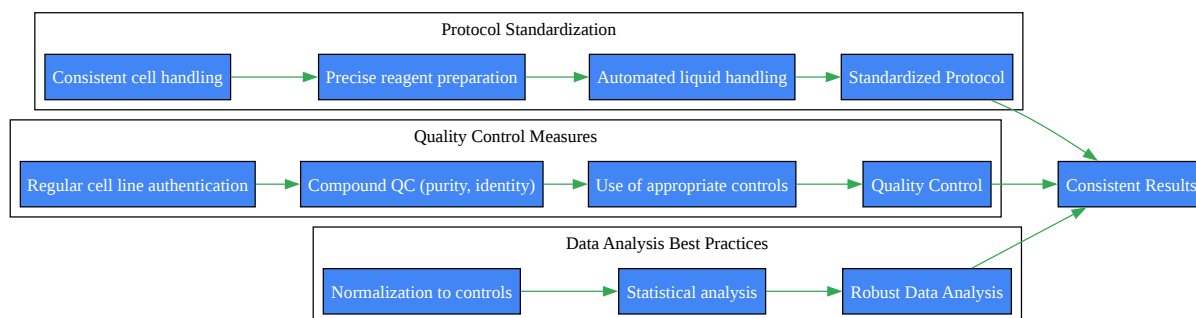 Protocol Standardization
Consistent cell handling
Precise reagent preparation
Automated liquid handling
Standardized Protocol
Quality Control Measures
Regular cell line authentication
Compound QC (purity, identity)
Use of appropriate controls
Quality Control
Consistent Results
Data Analysis Best Practices
Normalization to controls
Statistical analysis
Robust Data Analysis